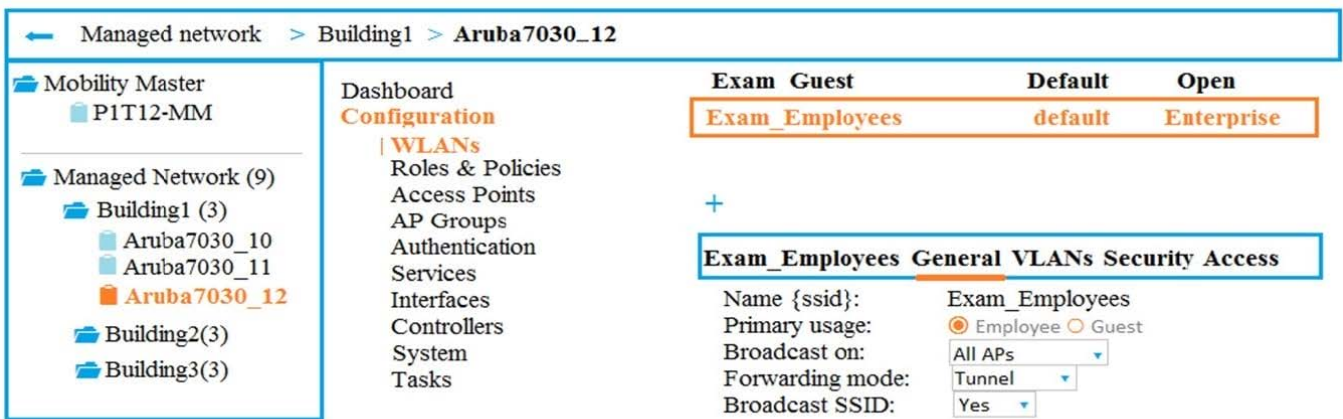 Managed network > Building1 > Aruba7030_12
Mobility Master
P1T12-MM
Managed Network (9)
Building1 (3)
Aruba7030_10
Aruba7030_11
Aruba7030_12
Building2(3)
Building3(3)
Dashboard
Configuration
| WLANs
Roles & Policies
Access Points
AP Groups
Authentication
Services
Interfaces
Controllers
System
Tasks
Exam Guest Default Open
Exam_Employees default Enterprise
+
Exam_Employees General VLANs Security Access
Name {ssid}: Exam_Employees
Primary usage: Employee Guest
Broadcast on: All APs
Forwarding mode: Tunnel
Broadcast SSID: Yes